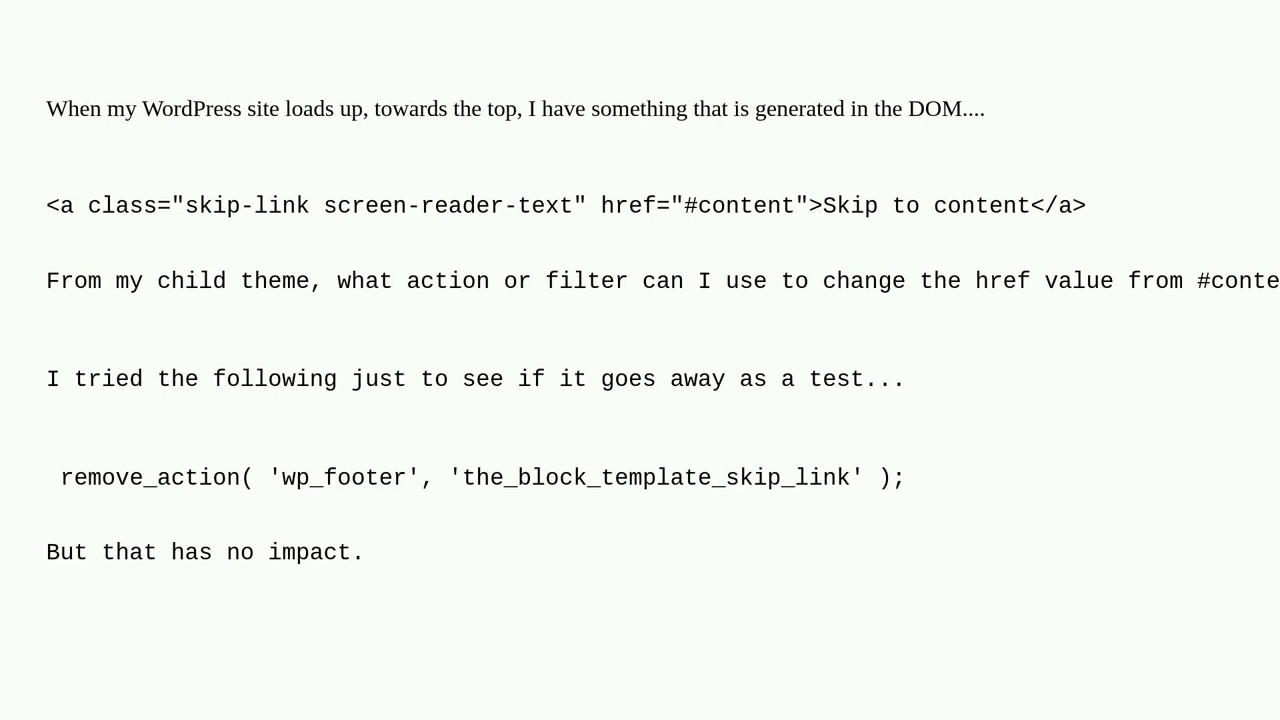 When my WordPress site loads up, towards the top, I have something that is generated in the DOM....
<a class="skip-link screen-reader-text" href="#content">Skip to content</a>
From my child theme, what action or filter can I use to change the href value from #conte
I tried the following just to see if it goes away as a test...
remove_action( 'wp_footer', 'the_block_template_skip_link' );
But that has no impact.